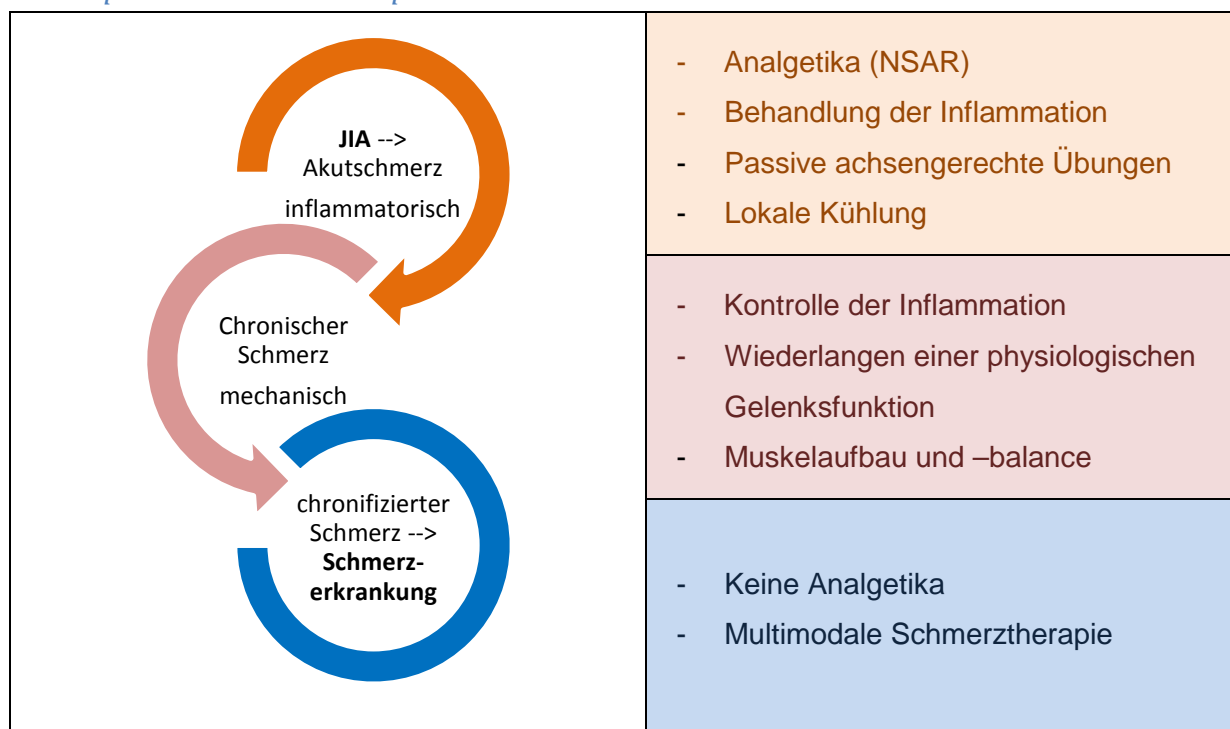 JIA -->
Akutschmerz
inflammatorisch
Chronischer
Schmerz
mechanisch
chronifizierter
Schmerz -->
Schmerz-
erkrankung
- Analgetika (NSAR)
- Behandlung der Inflammation
- Passive achsengerechte Übungen
- Lokale Kühlung
- Kontrolle der Inflammation
- Wiederlangen einer physiologischen
Gelenksfunktion
- Muskelaufbau und –balance
- Keine Analgetika
- Multimodale Schmerztherapie